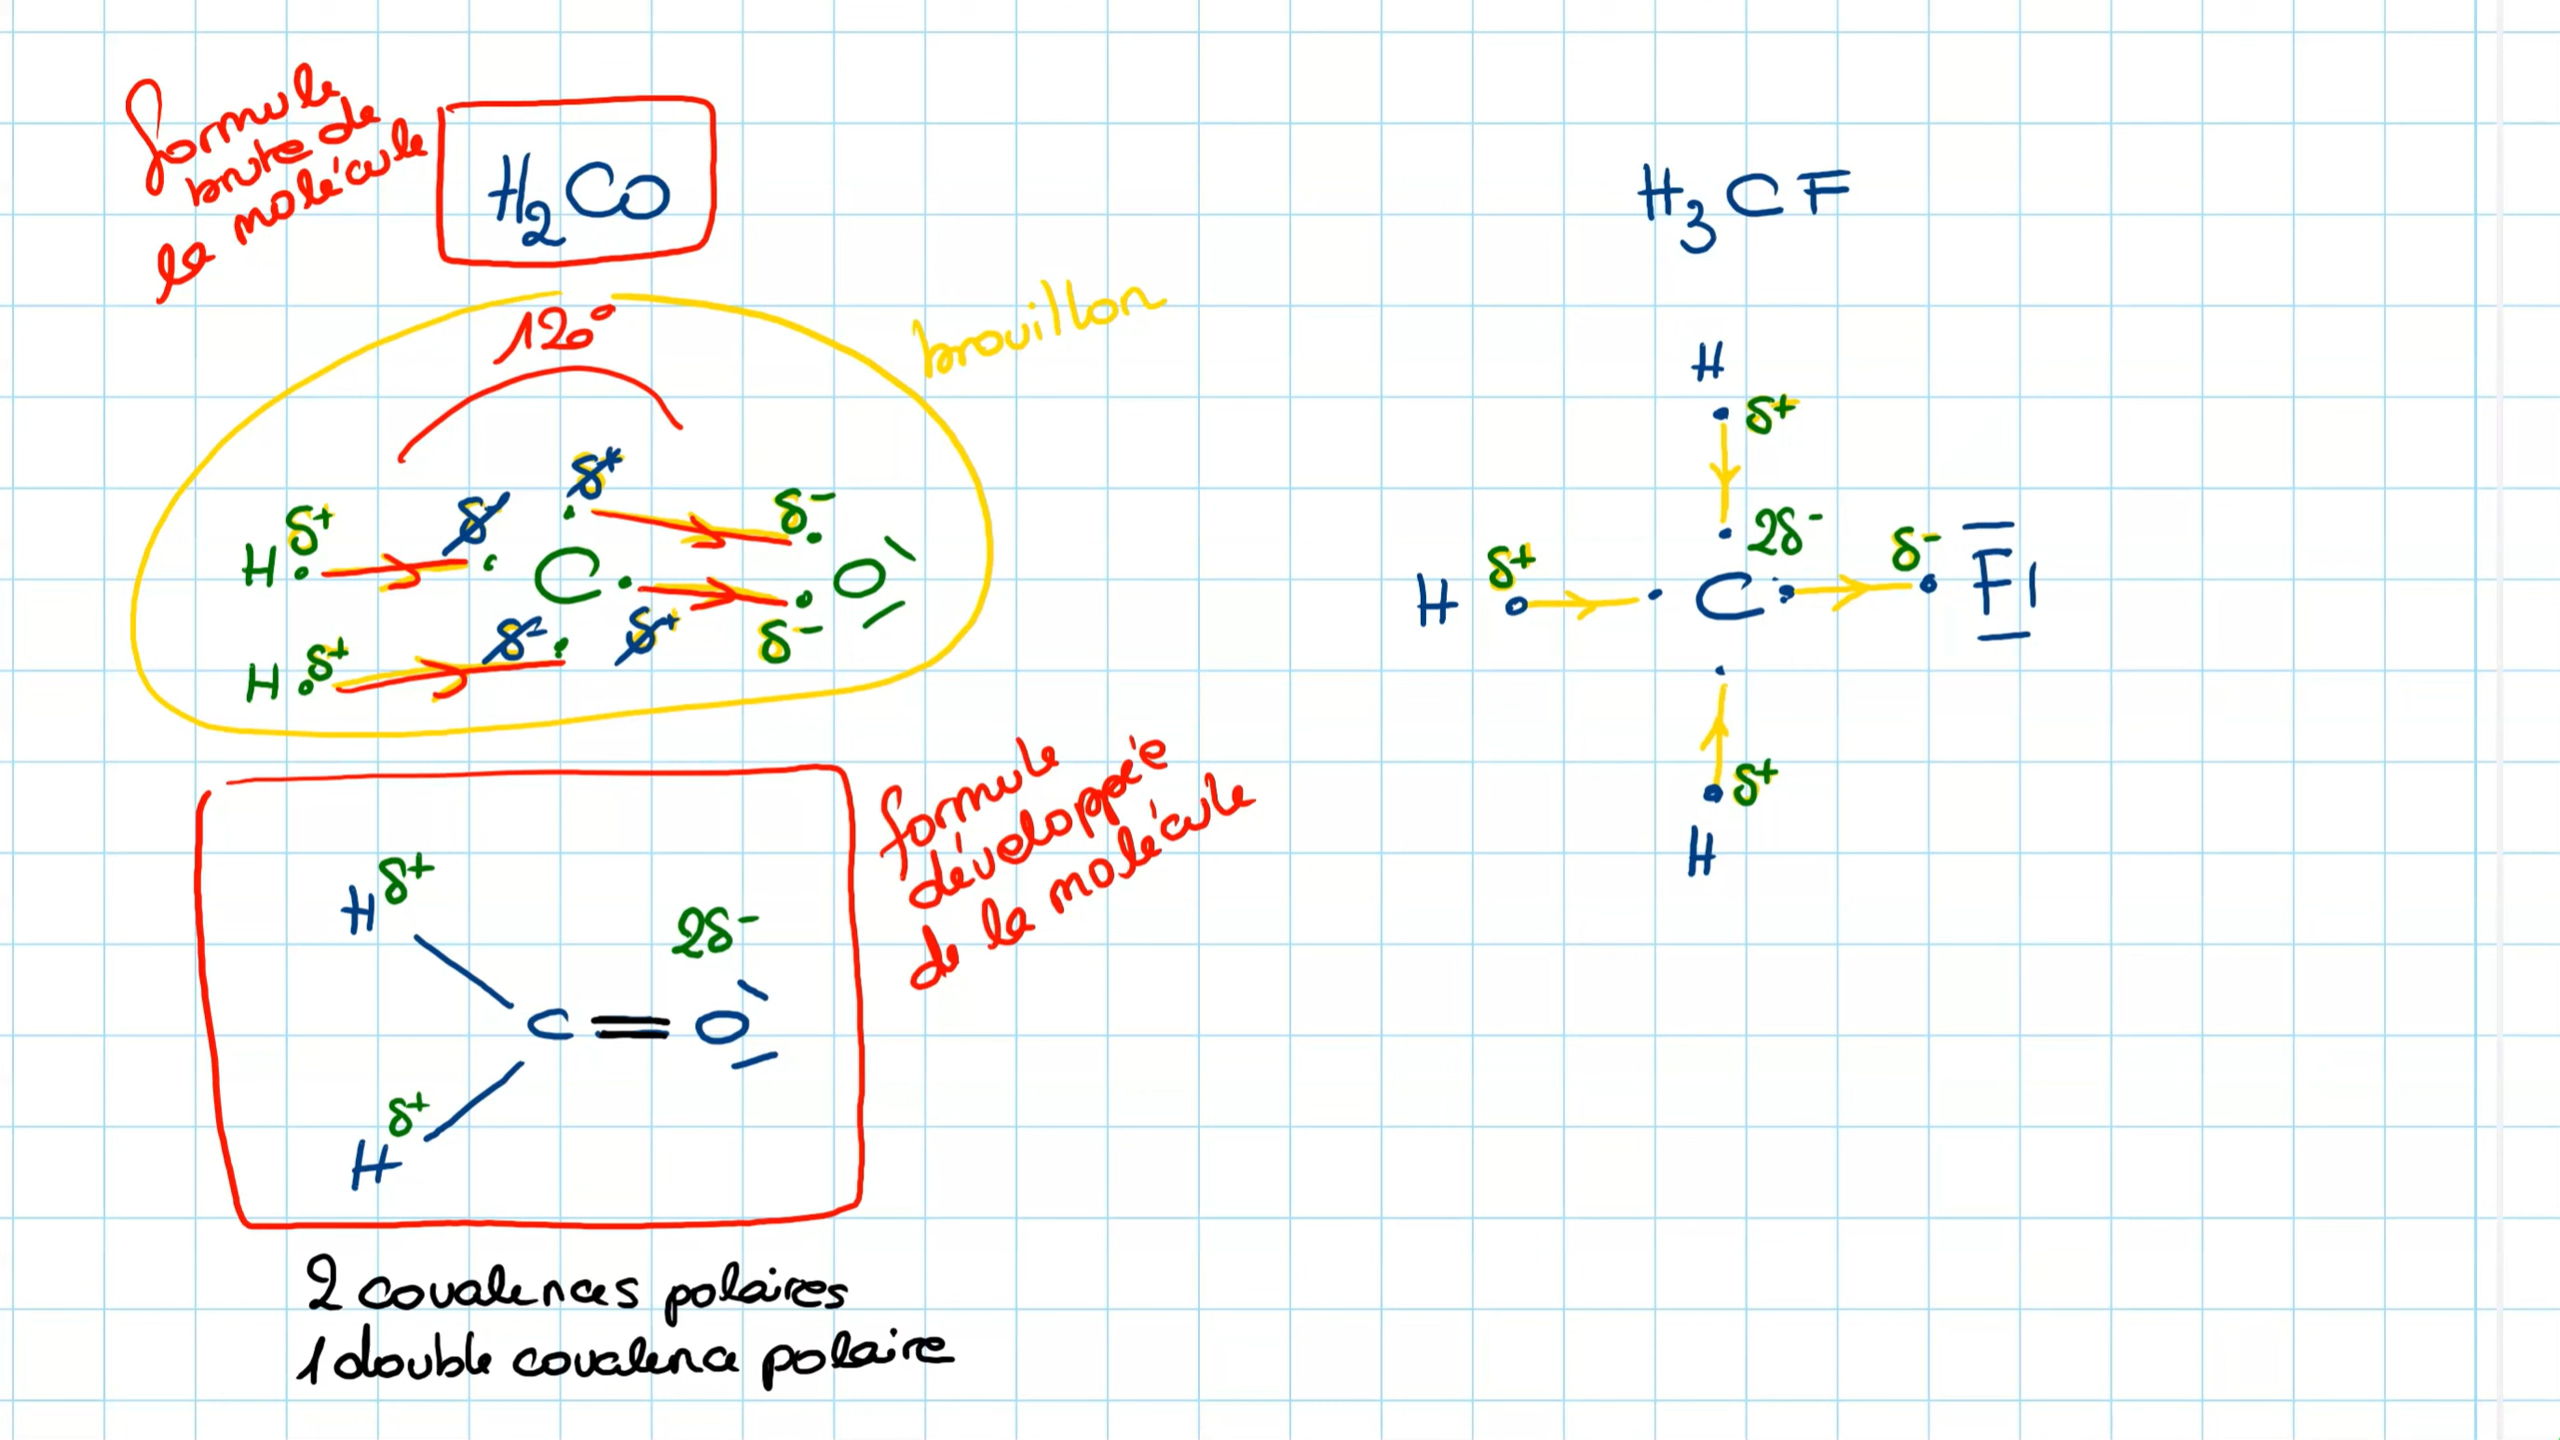 formule
brute de
la molécule
H₂CO
brouillon
120°
δ+ δ- δ+ δ-
H C O
H δ+ δ- δ+ δ-
formule
développée
de la molécule
H δ+
2δ-
C = O
δ+
H
2 covalences polaires
1 double covalence polaire
H₃CF
H
δ+
2δ-
H δ+ C δ- F
δ+
H